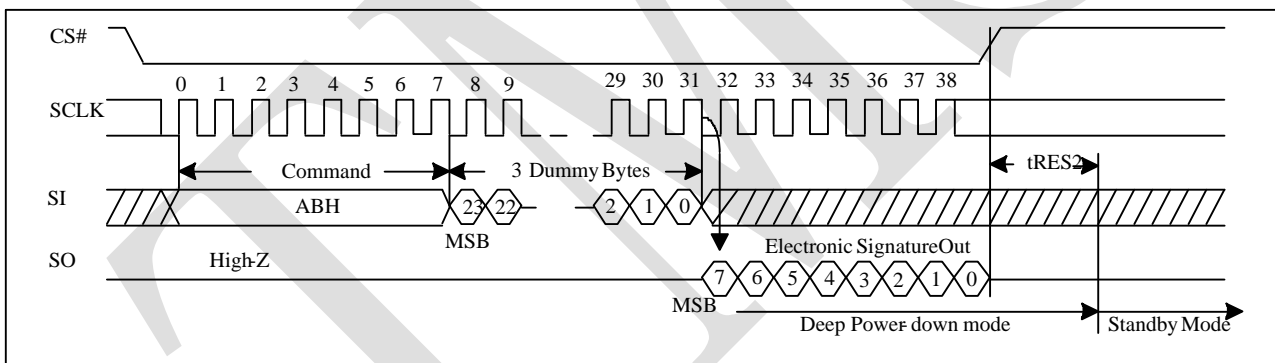 CS#
0 1 2 3 4 5 6 7 8 9 29 30 31 32 33 34 35 36 37 38
SCLK
Command 3 Dummy Bytes tRES2
SI ABH 23 22 2 1 0
MSB Electronic Signature Out
SO High-Z 7 6 5 4 3 2 1 0
MSB Deep Power-down mode Standby Mode